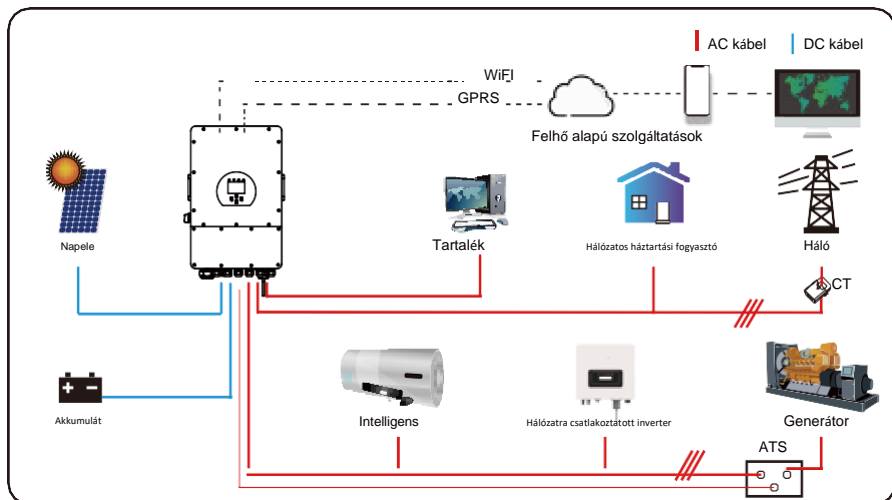 AC kábel
DC kábel
WiFI
GPRS
Felhő alapú szolgáltatások
Napele
Tartalék
Hálózatos háztartási fogyasztó
Háló
CT
Akkumulát
Intelligens
Hálózatra csatlakoztatott inverter
Generátor
ATS